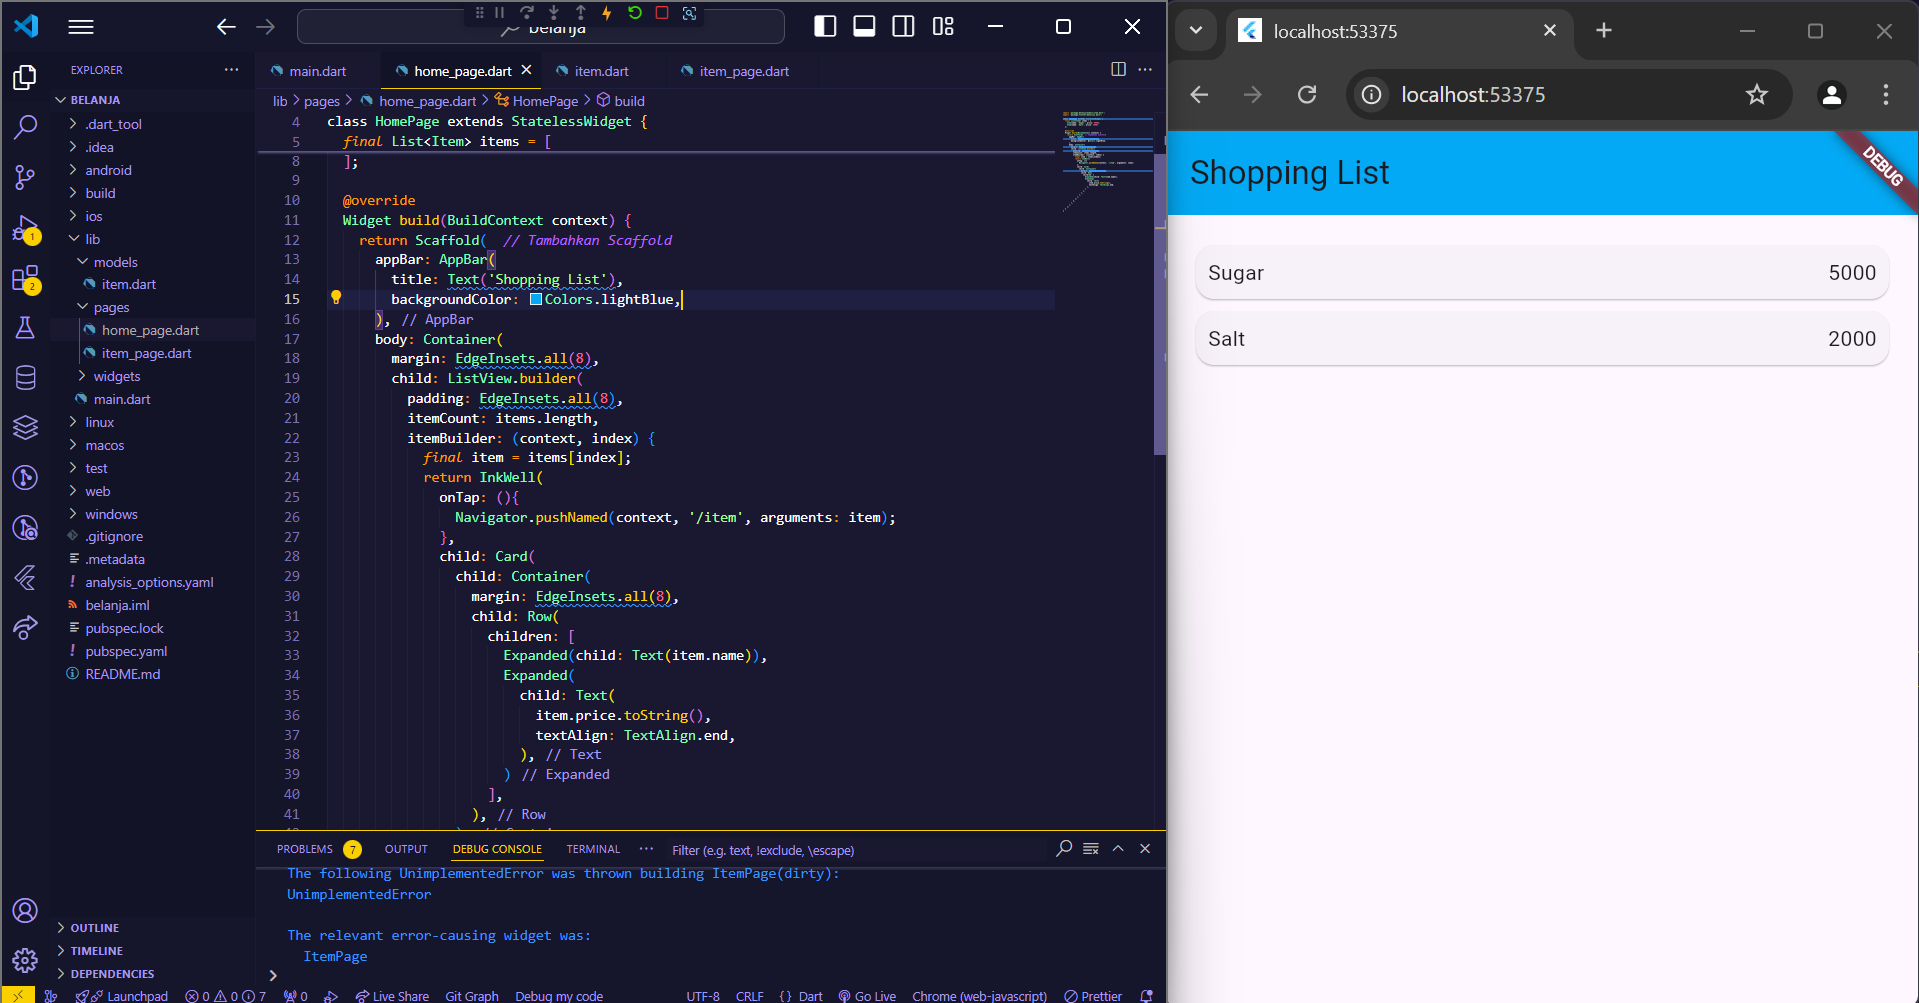 belanja
EXPLORER
BELANJA
.dart_tool
.idea
android
build
ios
lib
models
item.dart
pages
home_page.dart
item_page.dart
widgets
main.dart
linux
macos
test
web
windows
.gitignore
.metadata
analysis_options.yaml
belanja.iml
pubspec.lock
pubspec.yaml
README.md
OUTLINE
TIMELINE
DEPENDENCIES
1
2
main.dart
home_page.dart
item.dart
item_page.dart
lib > pages > home_page.dart > HomePage > build
4 class HomePage extends StatelessWidget {
5 final List<Item> items = [
8 ];
9
10 @override
11 Widget build(BuildContext context) {
12 return Scaffold( // Tambahkan Scaffold
13 appBar: AppBar(
14 title: Text('Shopping List'),
15 backgroundColor: Colors.lightBlue,
16 ), // AppBar
17 body: Container(
18 margin: EdgeInsets.all(8),
19 child: ListView.builder(
20 padding: EdgeInsets.all(8),
21 itemCount: items.length,
22 itemBuilder: (context, index) {
23 final item = items[index];
24 return InkWell(
25 onTap: (){
26 Navigator.pushNamed(context, '/item', arguments: item);
27 },
28 child: Card(
29 child: Container(
30 margin: EdgeInsets.all(8),
31 child: Row(
32 children: [
33 Expanded(child: Text(item.name)),
34 Expanded(
35 child: Text(
36 item.price.toString(),
37 textAlign: TextAlign.end,
38 ), // Text
39 ) // Expanded
40 ],
41 ), // Row
PROBLEMS 7 OUTPUT DEBUG CONSOLE TERMINAL Filter (e.g. text, !exclude, \escape)
The following UnimplementedError was thrown building ItemPage(dirty):
UnimplementedError
The relevant error-causing widget was:
ItemPage
Launchpad 0 0 7 0 Live Share Git Graph Debug my code UTF-8 CRLF {} Dart Go Live Chrome (web-javascript) Prettier
localhost:53375
localhost:53375
Shopping List
DEBUG
Sugar 5000
Salt 2000